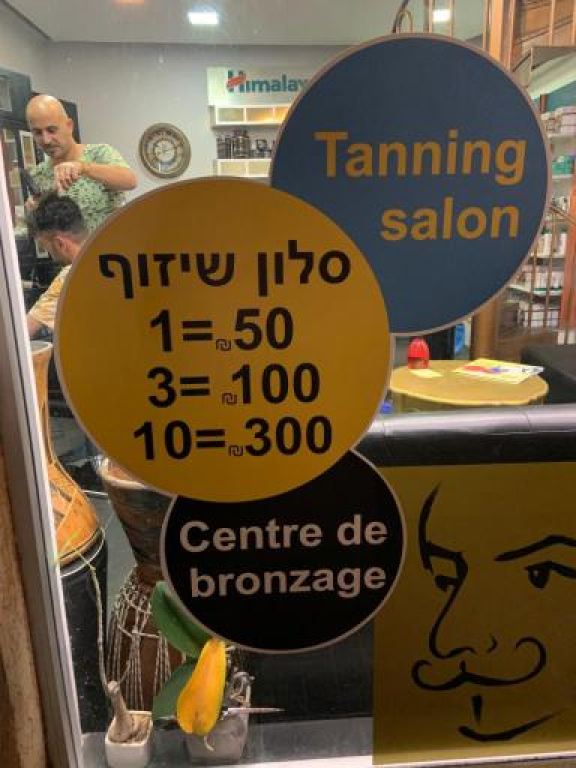 Himalay
Tanning
salon
סלון שיזוף
1=₪50
3=₪100
10=₪300
Centre de
bronzage